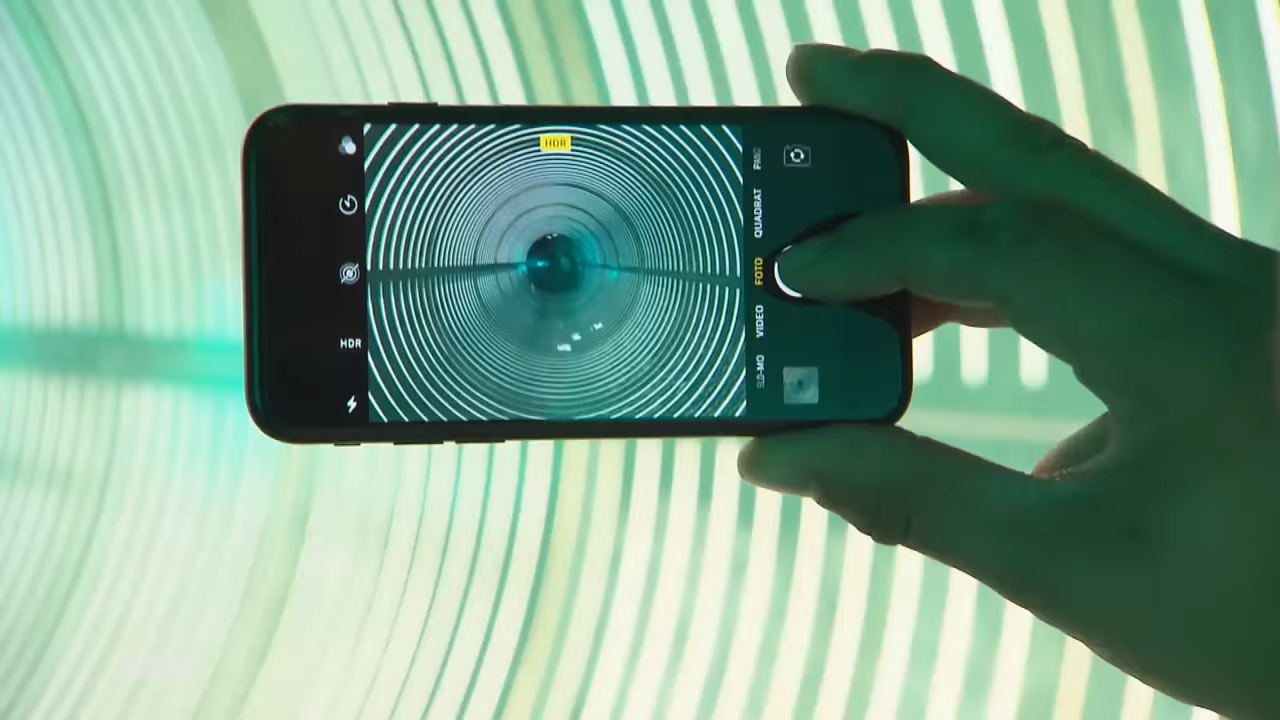 HDR
HDR
PANO
QUADRAT
FOTO
VIDEO
SLO-MO